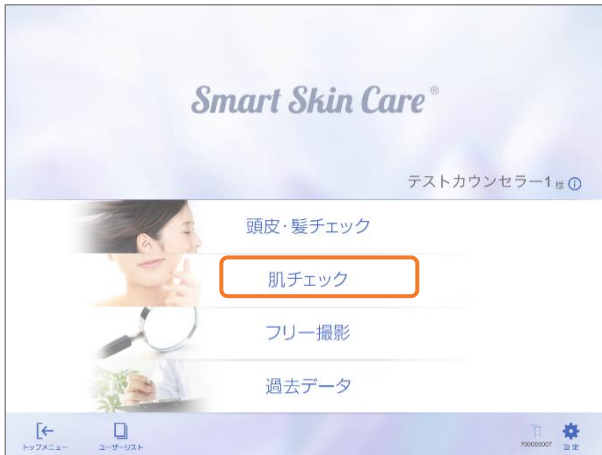 Smart Skin Care®
テストカウンセラー1 様
頭皮・髪チェック
肌チェック
フリー撮影
過去データ
トップメニュー
ユーザーリスト
700000007
設定